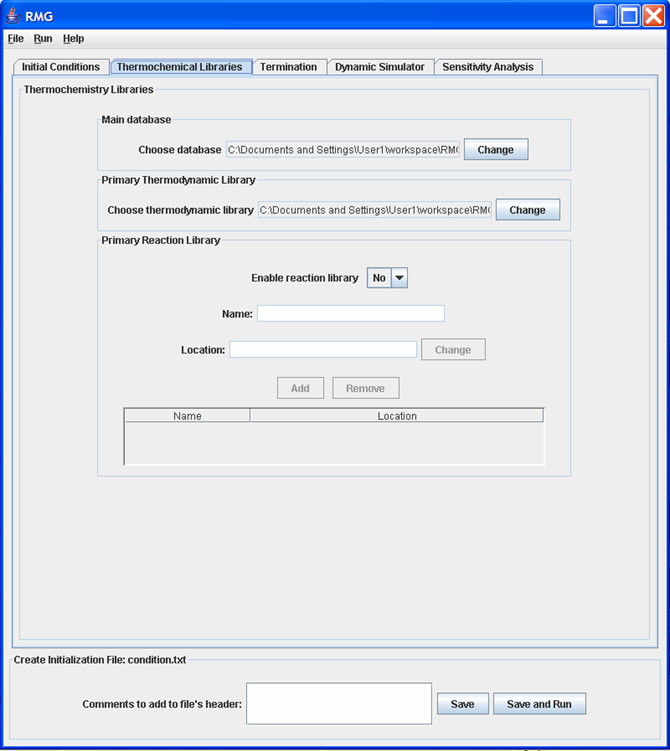 RMG
File Run Help
Initial Conditions Thermochemical Libraries Termination Dynamic Simulator Sensitivity Analysis
Thermochemistry Libraries
Main database
Choose database C:\Documents and Settings\User1\workspace\RMG Change
Primary Thermodynamic Library
Choose thermodynamic library C:\Documents and Settings\User1\workspace\RMG Change
Primary Reaction Library
Enable reaction library No
Name:
Location: Change
Add Remove
Name Location
Create Initialization File: condition.txt
Comments to add to file's header: Save Save and Run